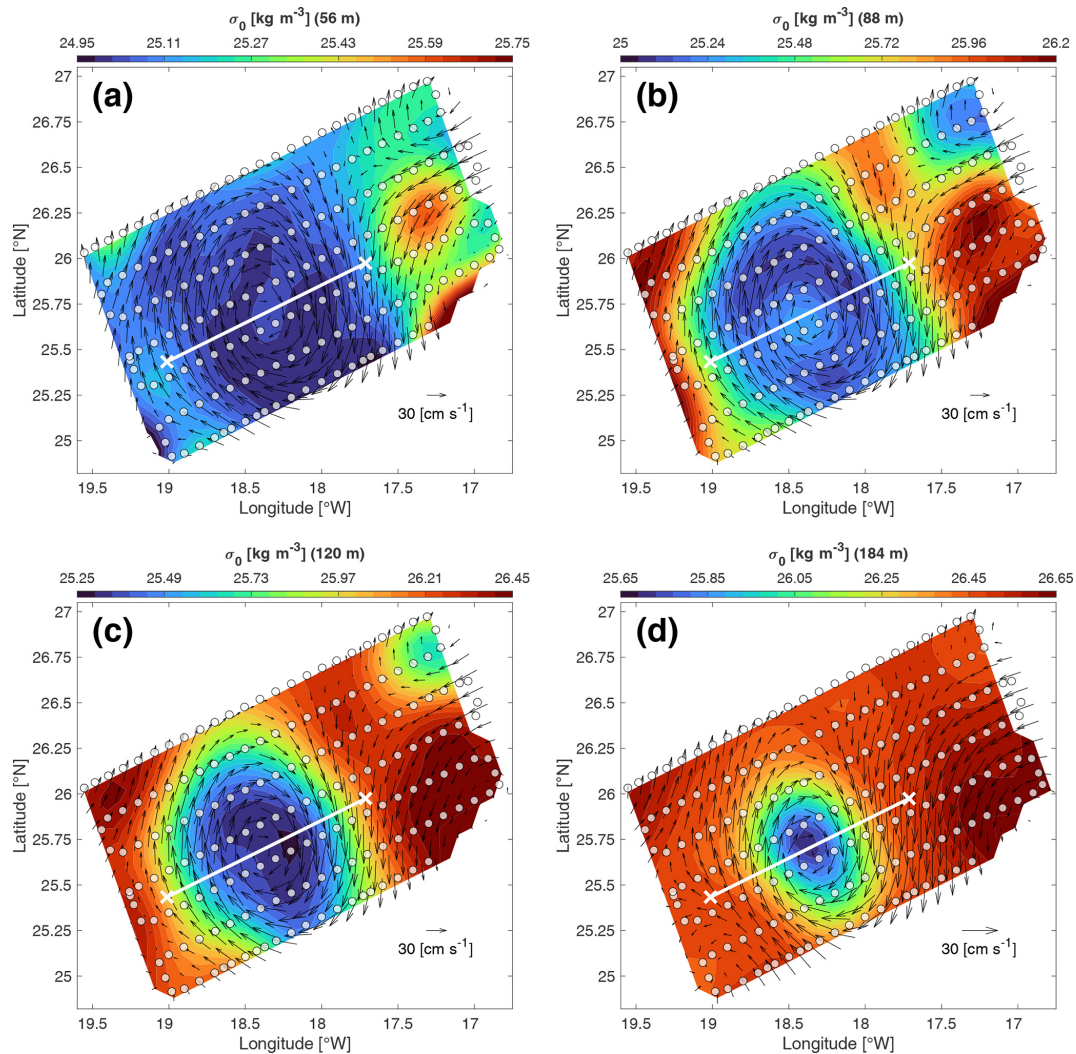 σ0 [kg m-3] (56 m)
24.95 25.11 25.27 25.43 25.59 25.75
(a)
27
26.75
26.5
26.25
26
25.75
25.5
25.25
25
Latitude [°N]
30 [cm s-1]
19.5 19 18.5 18 17.5 17
Longitude [°W]
σ0 [kg m-3] (88 m)
25 25.24 25.48 25.72 25.96 26.2
(b)
27
26.75
26.5
26.25
26
25.75
25.5
25.25
25
Latitude [°N]
30 [cm s-1]
19.5 19 18.5 18 17.5 17
Longitude [°W]
σ0 [kg m-3] (120 m)
25.25 25.49 25.73 25.97 26.21 26.45
(c)
27
26.75
26.5
26.25
26
25.75
25.5
25.25
25
Latitude [°N]
30 [cm s-1]
19.5 19 18.5 18 17.5 17
Longitude [°W]
σ0 [kg m-3] (184 m)
25.65 25.85 26.05 26.25 26.45 26.65
(d)
27
26.75
26.5
26.25
26
25.75
25.5
25.25
25
Latitude [°N]
30 [cm s-1]
19.5 19 18.5 18 17.5 17
Longitude [°W]